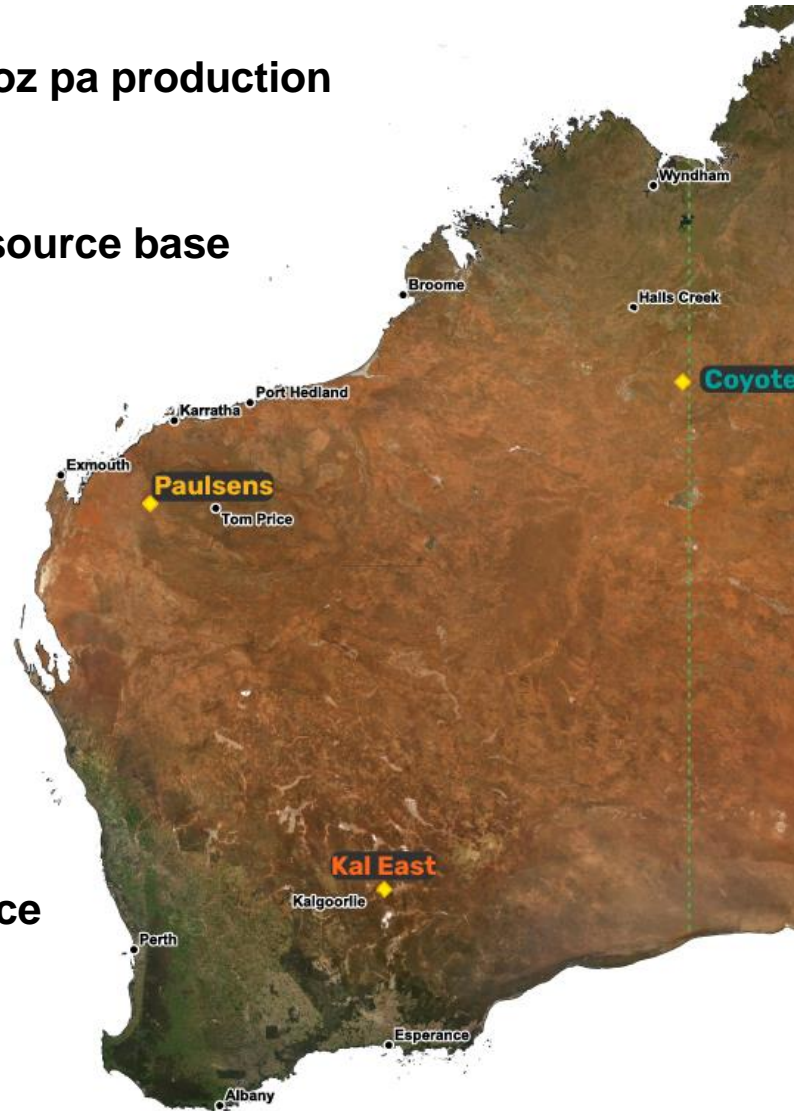 oz pa production
Wyndham
source base
Broome
Halls Creek
Coyote
Port Hedland
Karratha
Exmouth
Paulsens
Tom Price
Kal East
Kalgoorlie
ce
Perth
Esperance
Albany